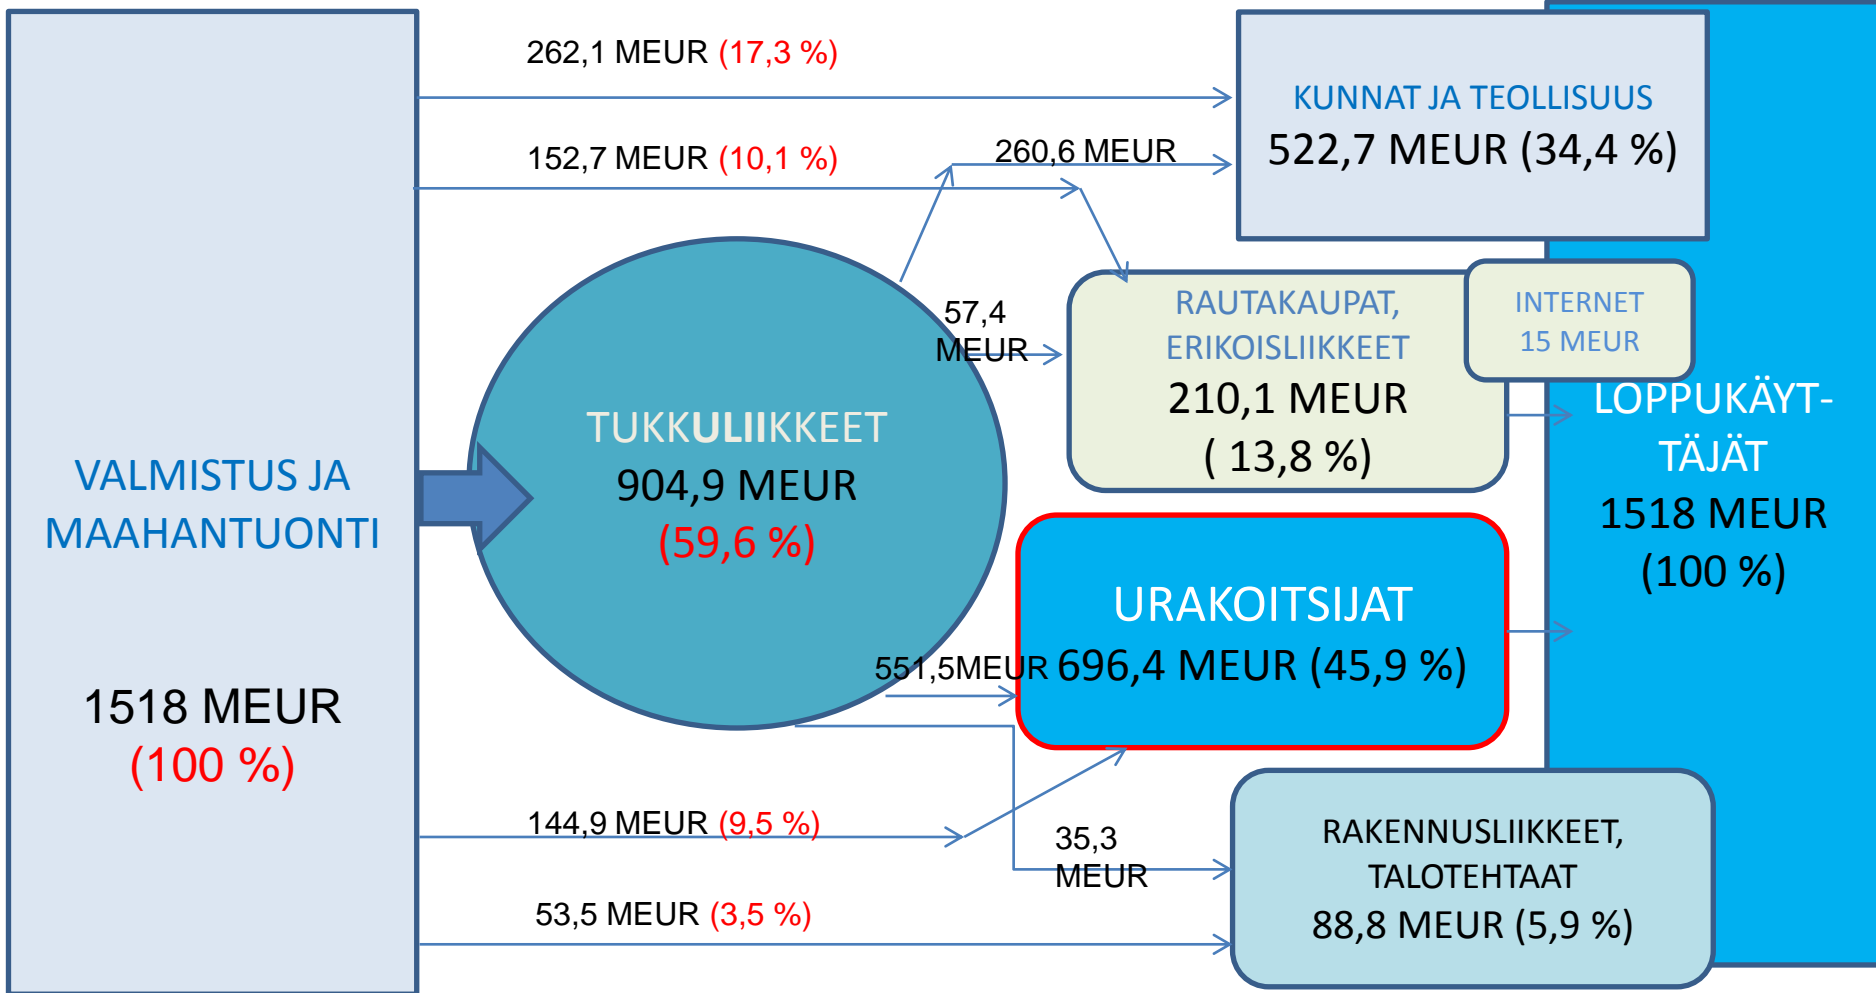 262,1 MEUR (17,3 %)
KUNNAT JA TEOLLISUUS
522,7 MEUR (34,4 %)
152,7 MEUR (10,1 %)
260,6 MEUR
57,4
MEUR
RAUTAKAUPAT,
ERIKOISLIIKKEET
210,1 MEUR
( 13,8 %)
INTERNET
15 MEUR
TUKKULIIKKEET
904,9 MEUR
(59,6 %)
LOPPUKÄYT-
TÄJÄT
1518 MEUR
(100 %)
VALMISTUS JA
MAAHANTUONTI
1518 MEUR
(100 %)
URAKOITSIJAT
696,4 MEUR (45,9 %)
551,5MEUR
144,9 MEUR (9,5 %)
35,3
MEUR
RAKENNUSLIIKKEET,
TALOTEHTAAT
88,8 MEUR (5,9 %)
53,5 MEUR (3,5 %)